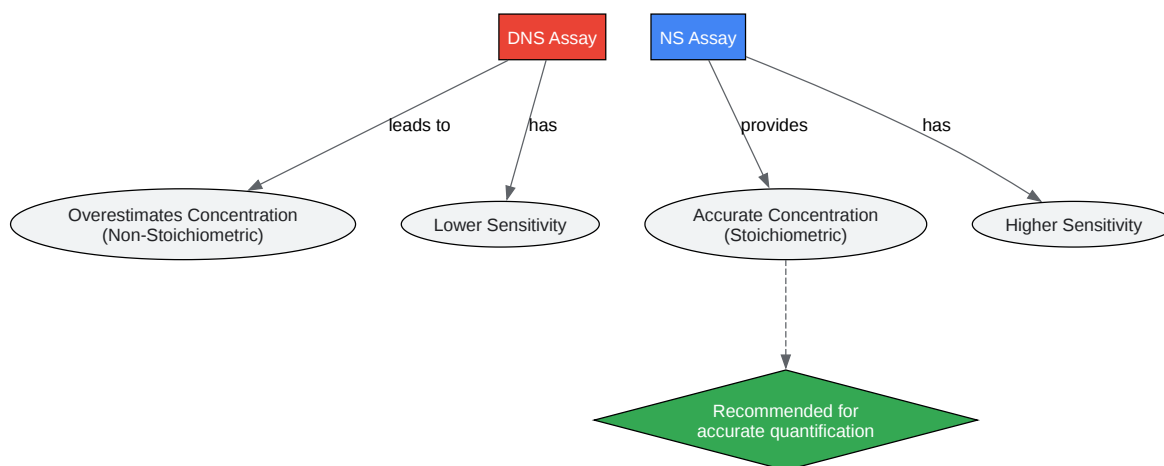 DNS Assay
NS Assay
leads to
has
provides
has
Overestimates Concentration
(Non-Stoichiometric)
Lower Sensitivity
Accurate Concentration
(Stoichiometric)
Higher Sensitivity
Recommended for
accurate quantification